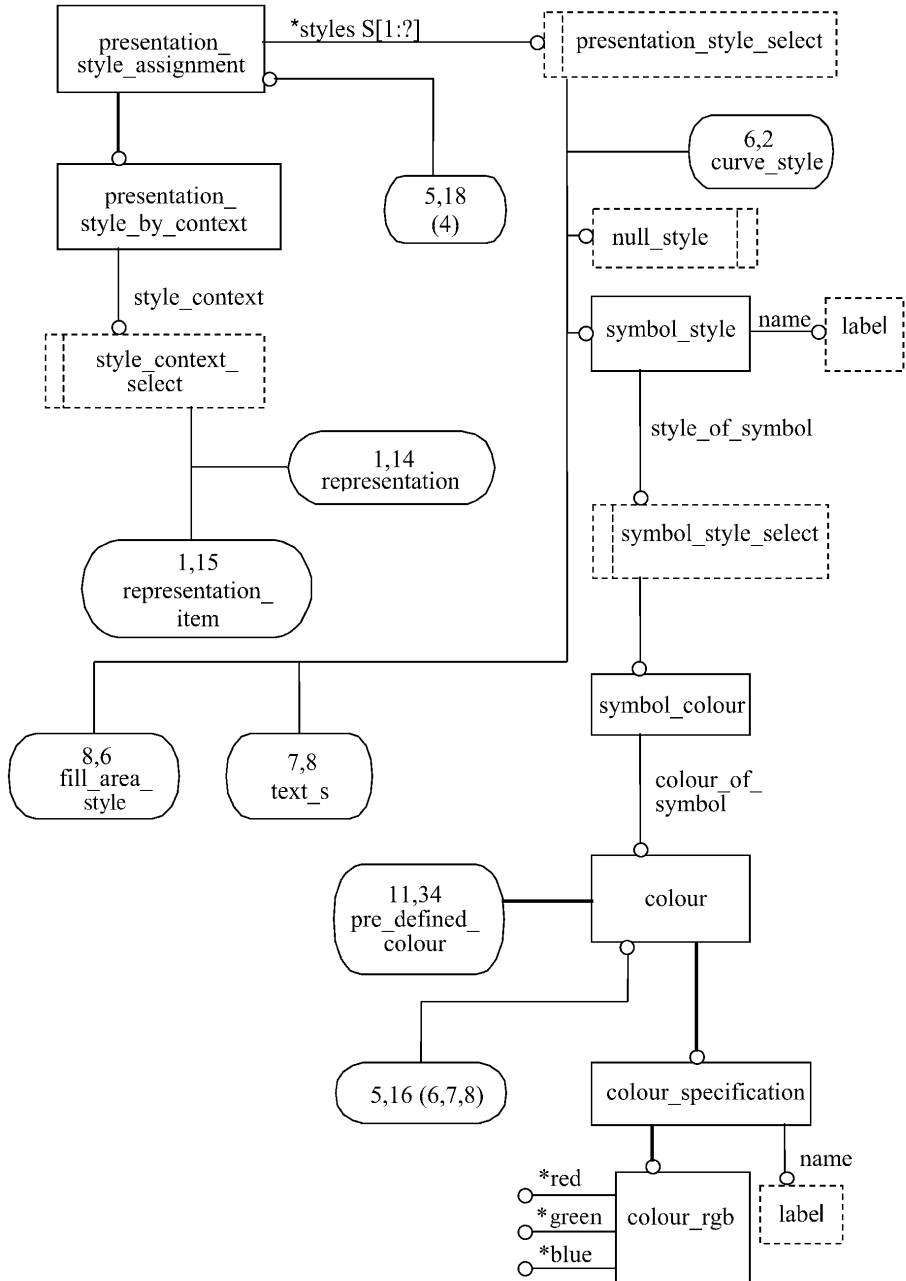 presentation_
style_assignment
*styles S[1:?]
presentation_style_select
6,2
curve_style
presentation_
style_by_context
5,18
(4)
null_style
style_context
symbol_style
name
label
style_context_
select
style_of_symbol
1,14
representation
symbol_style_select
1,15
representation_
item
symbol_colour
8,6
fill_area_
style
7,8
text_s
colour_of_
symbol
11,34
pre_defined_
colour
colour
5,16 (6,7,8)
colour_specification
name
*red
*green
*blue
colour_rgb
label